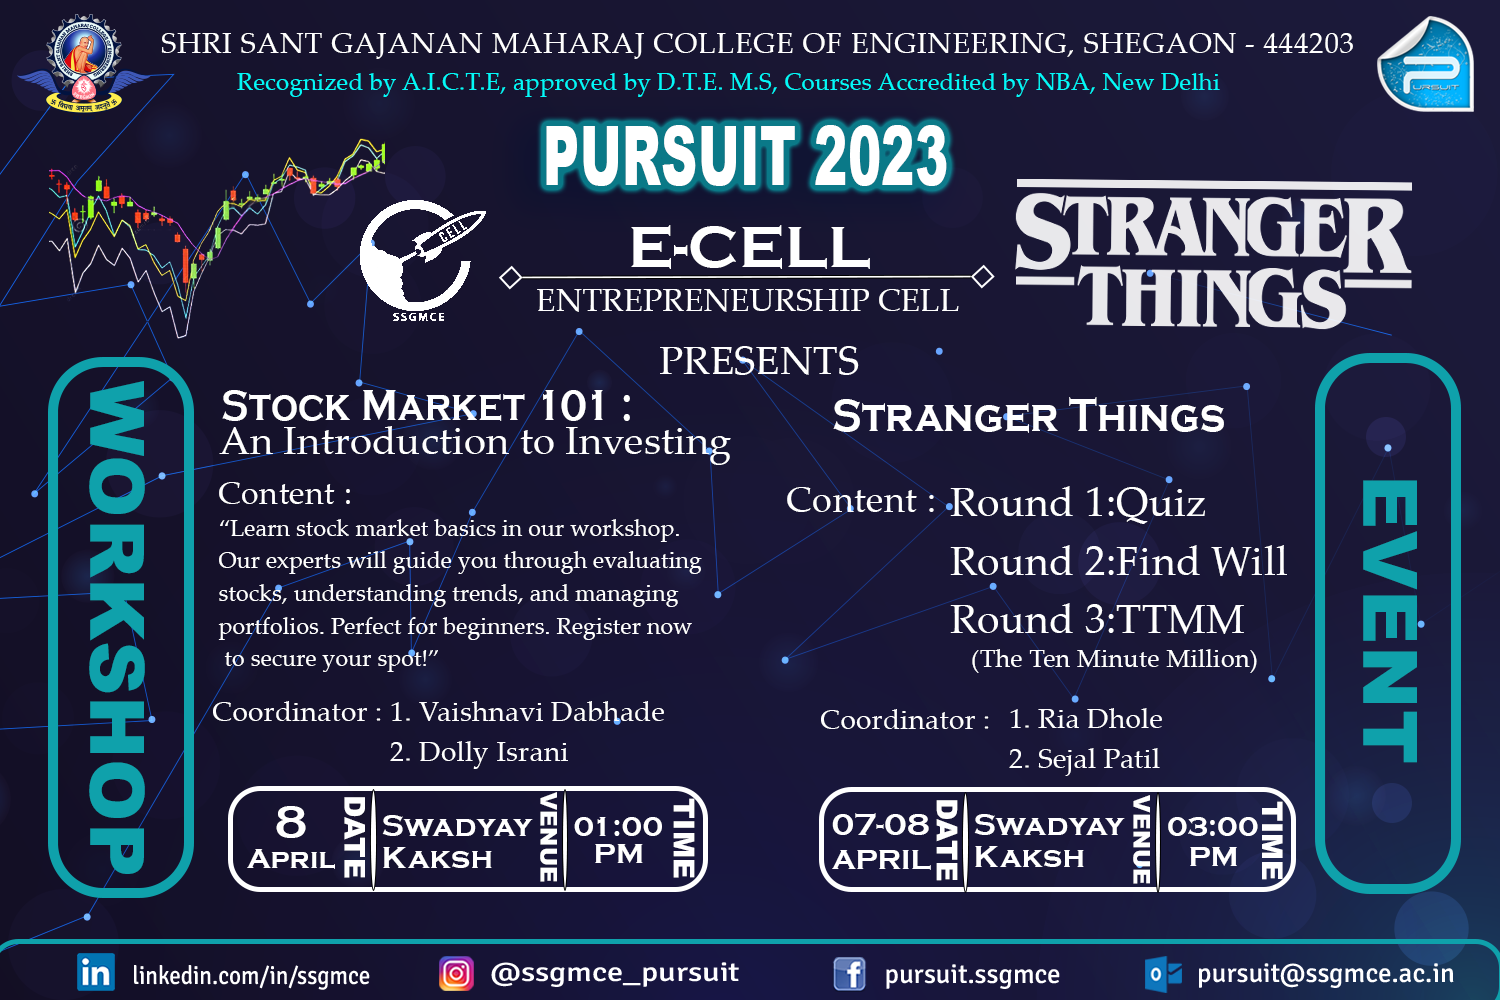 SHRI SANT GAJANAN MAHARAJ COLLEGE OF ENGINEERING, SHEGAON - 444203
Recognized by A.I.C.T.E, approved by D.T.E. M.S, Courses Accredited by NBA, New Delhi
PURSUIT
PURSUIT 2023
CELL
SSGMCE
E-CELL
ENTREPRENEURSHIP CELL
STRANGER
THINGS
PRESENTS
WORKSHOP
STOCK MARKET 101 :
An Introduction to Investing
Content :
“Learn stock market basics in our workshop.
Our experts will guide you through evaluating
stocks, understanding trends, and managing
portfolios. Perfect for beginners. Register now
to secure your spot!”
Coordinator : 1. Vaishnavi Dabhade
2. Dolly Israni
8
APRIL
DATE
SWADYAY
KAKSH
VENUE
01:00
PM
TIME
STRANGER THINGS
Content : Round 1:Quiz
Round 2:Find Will
Round 3:TTMM
(The Ten Minute Million)
Coordinator : 1. Ria Dhole
2. Sejal Patil
07-08
APRIL
DATE
SWADYAY
KAKSH
VENUE
03:00
PM
TIME
EVENT
linkedin.com/in/ssgmce
@ssgmce_pursuit
pursuit.ssgmce
pursuit@ssgmce.ac.in